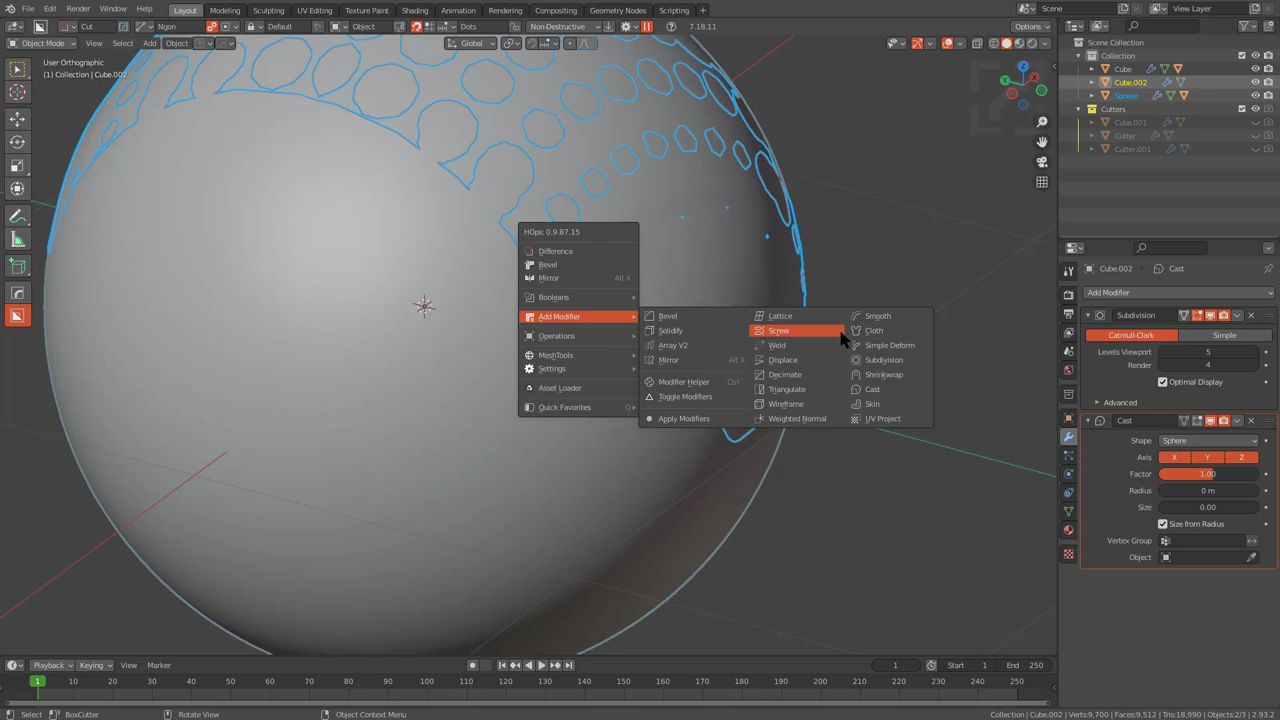 File Edit Render Window Help Layout Modeling Sculpting UV Editing Texture Paint Shading Animation Rendering Compositing Geometry Nodes Scripting Scene View Layer
Cut Ngon Default Object Dots Non-Destructive 7.18.11 Options
Object Mode View Select Add Object Global
User Orthographic
(1) Collection | Cube.002
Z
Y
X
Scene Collection
Collection
Cube
Cube.002
Sphere
Cutters
Cube.001
Cutter
Cutter.001
HOps: 0.9.87.15
Difference
Bevel
Mirror Alt X
Booleans
Add Modifier
Operations
MeshTools
Settings
Asset Loader
Quick Favorites Q
Bevel Lattice Smooth
Solidify Screw Cloth
Array V2 Weld Simple Deform
Mirror Alt X Displace Subdivision
Modifier Helper Ctrl Decimate Shrinkwrap
Toggle Modifiers Triangulate Cast
Wireframe Skin
Apply Modifiers Weighted Normal UV Project
Cube.002 Cast
Add Modifier
Subdivision
Catmull-Clark Simple
Levels Viewport 5
Render 4
Optimal Display
Advanced
Cast
Shape Sphere
Axis X Y Z
Factor 1.00
Radius 0 m
Size 0.00
Size from Radius
Vertex Group
Object
Playback Keying View Marker 1 Start 1 End 250
1 10 20 30 40 50 60 70 80 90 100 110 120 130 140 150 160 170 180 190 200 210 220 230 240 250
Select BoxCutter Rotate View Object Context Menu Collection | Cube.002 | Verts:9,700 | Faces:9,512 | Tris:18,990 | Objects:2/3 | 2.93.2